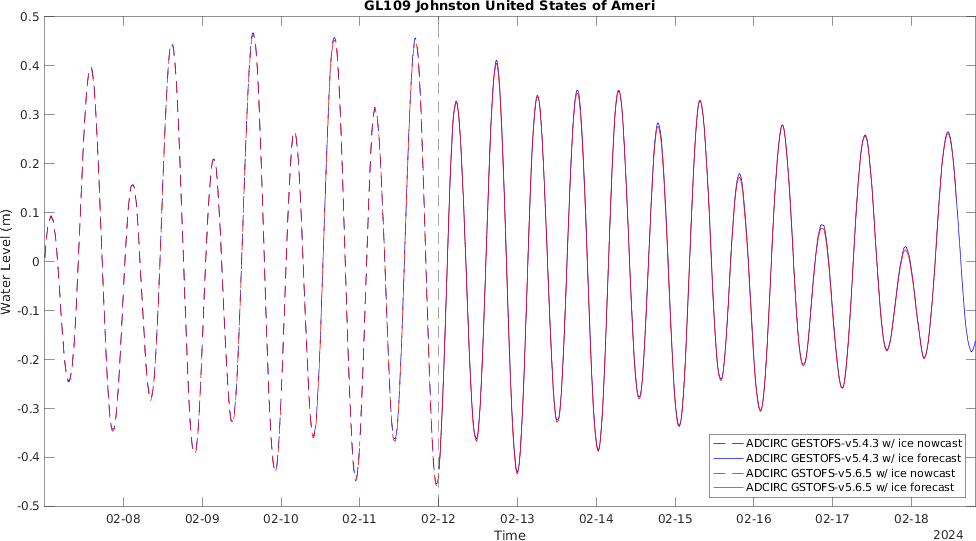 GL109 Johnston United States of Ameri
0.5
0.4
0.3
0.2
0.1
0
-0.1
-0.2
-0.3
-0.4
-0.5
Water Level (m)
ADCIRC GESTOFS-v5.4.3 w/ ice nowcast
ADCIRC GESTOFS-v5.4.3 w/ ice forecast
ADCIRC GSTOFS-v5.6.5 w/ ice nowcast
ADCIRC GSTOFS-v5.6.5 w/ ice forecast
02-08 02-09 02-10 02-11 02-12 02-13 02-14 02-15 02-16 02-17 02-18
Time
2024